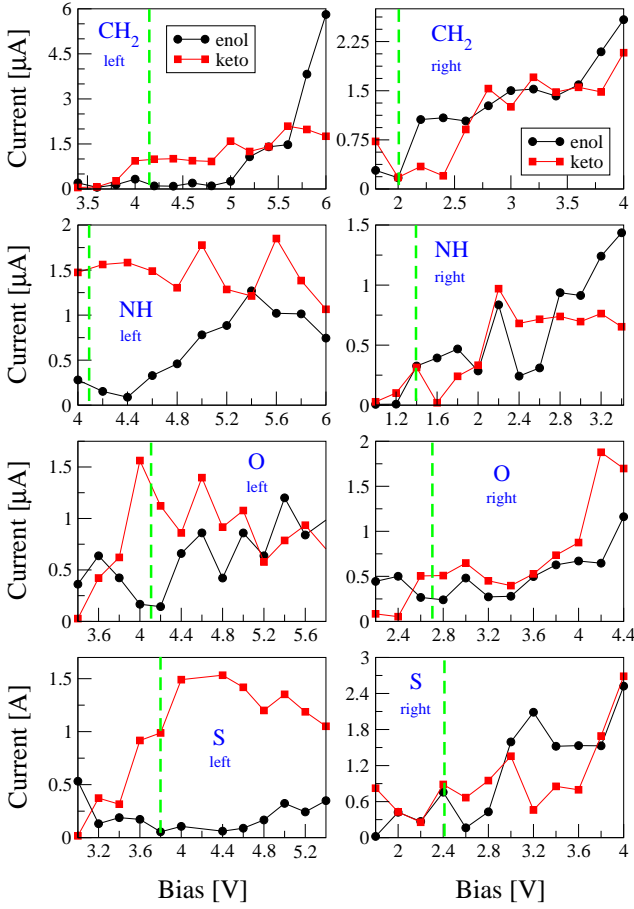 6
4.5
3
1.5
0
3.5 4 4.5 5 5.5 6
Current [μA]
CH2
left
enol
keto
2.25
1.5
0.75
0
2 2.5 3 3.5 4
CH2
right
enol
keto
2
1.5
1
0.5
0
4 4.4 4.8 5.2 5.6 6
Current [μA]
NH
left
1.5
1
0.5
0
1.2 1.6 2 2.4 2.8 3.2
NH
right
1.5
1
0.5
0
3.6 4 4.4 4.8 5.2 5.6
Current [μA]
O
left
2
1.5
1
0.5
0
2.4 2.8 3.2 3.6 4 4.4
O
right
1.5
1
0.5
0
3.2 3.6 4 4.4 4.8 5.2
Current [A]
S
left
Bias [V]
3
2.4
1.8
1.2
0.6
0
2 2.4 2.8 3.2 3.6 4
S
right
Bias [V]